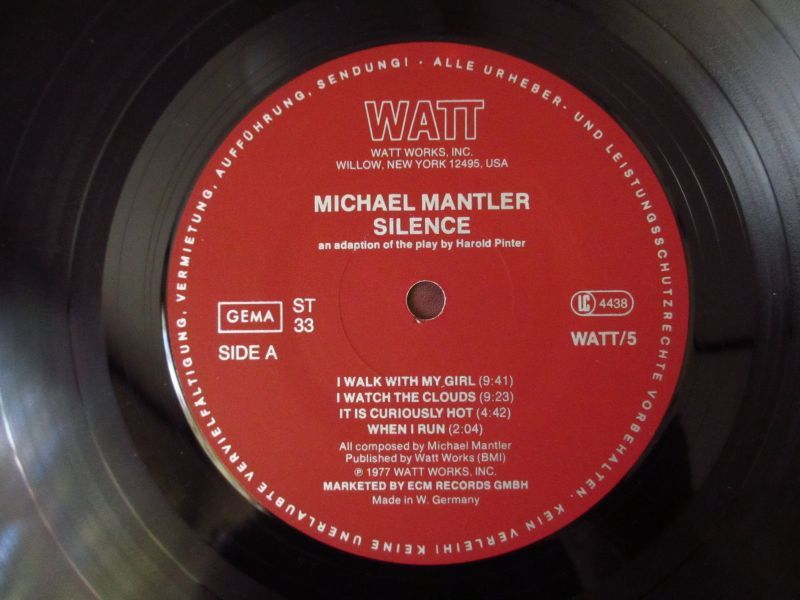 ALLE URHEBER- UND LEISTUNGSSCHUTZRECHTE VORBEHALTEN. KEIN VERLEIH! KEINE UNERLAUBTE VERVIELFÄLTIGUNG, VERMIETUNG, AUFFÜHRUNG, SENDUNG! ·
WATT
WATT WORKS, INC.
WILLOW, NEW YORK 12495, USA
MICHAEL MANTLER
SILENCE
an adaption of the play by Harold Pinter
GEMA
ST
33
SIDE A
LC 4438
WATT/5
I WALK WITH MY GIRL (9:41)
I WATCH THE CLOUDS (9:23)
IT IS CURIOUSLY HOT (4:42)
WHEN I RUN (2:04)
All composed by Michael Mantler
Published by Watt Works (BMI)
℗ 1977 WATT WORKS, INC.
MARKETED BY ECM RECORDS GMBH
Made in W. Germany